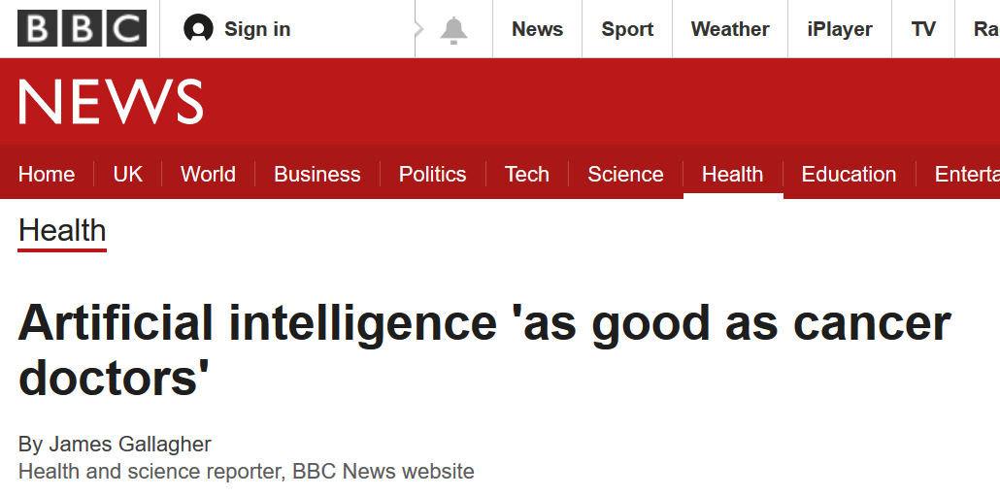 BBC Sign in News Sport Weather iPlayer TV Ra
NEWS
Home UK World Business Politics Tech Science Health Education Enterta
Health
Artificial intelligence 'as good as cancer
doctors'
By James Gallagher
Health and science reporter, BBC News website